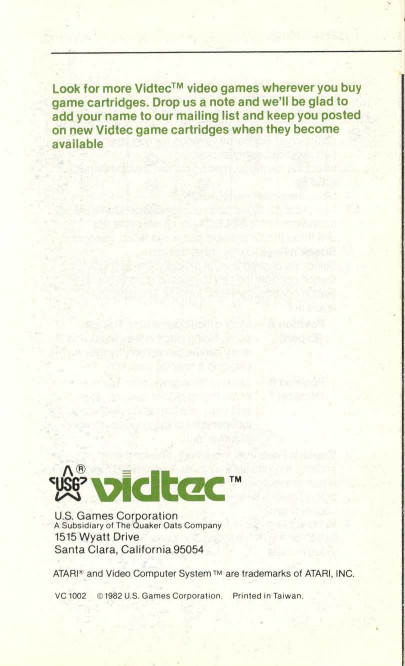 Look for more Vidtec™ video games wherever you buy
game cartridges. Drop us a note and we'll be glad to
add your name to our mailing list and keep you posted
on new Vidtec game cartridges when they become
available
USG® vidtec™
U.S. Games Corporation
A Subsidiary of The Quaker Oats Company
1515 Wyatt Drive
Santa Clara, California 95054
ATARI® and Video Computer System™ are trademarks of ATARI, INC.
VC 1002 ©1982 U.S. Games Corporation. Printed in Taiwan.